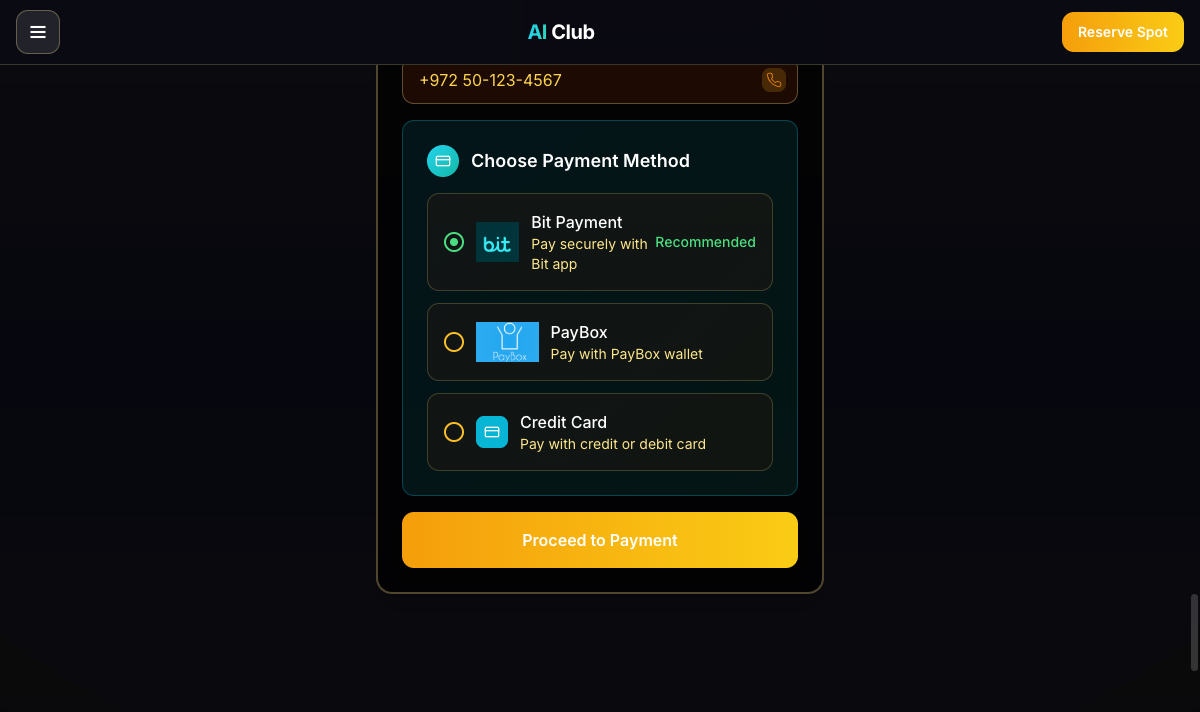 AI Club
Reserve Spot
+972 50-123-4567
Choose Payment Method
bit
Bit Payment
Pay securely with
Bit app
Recommended
PayBox
PayBox
Pay with PayBox wallet
Credit Card
Pay with credit or debit card
Proceed to Payment